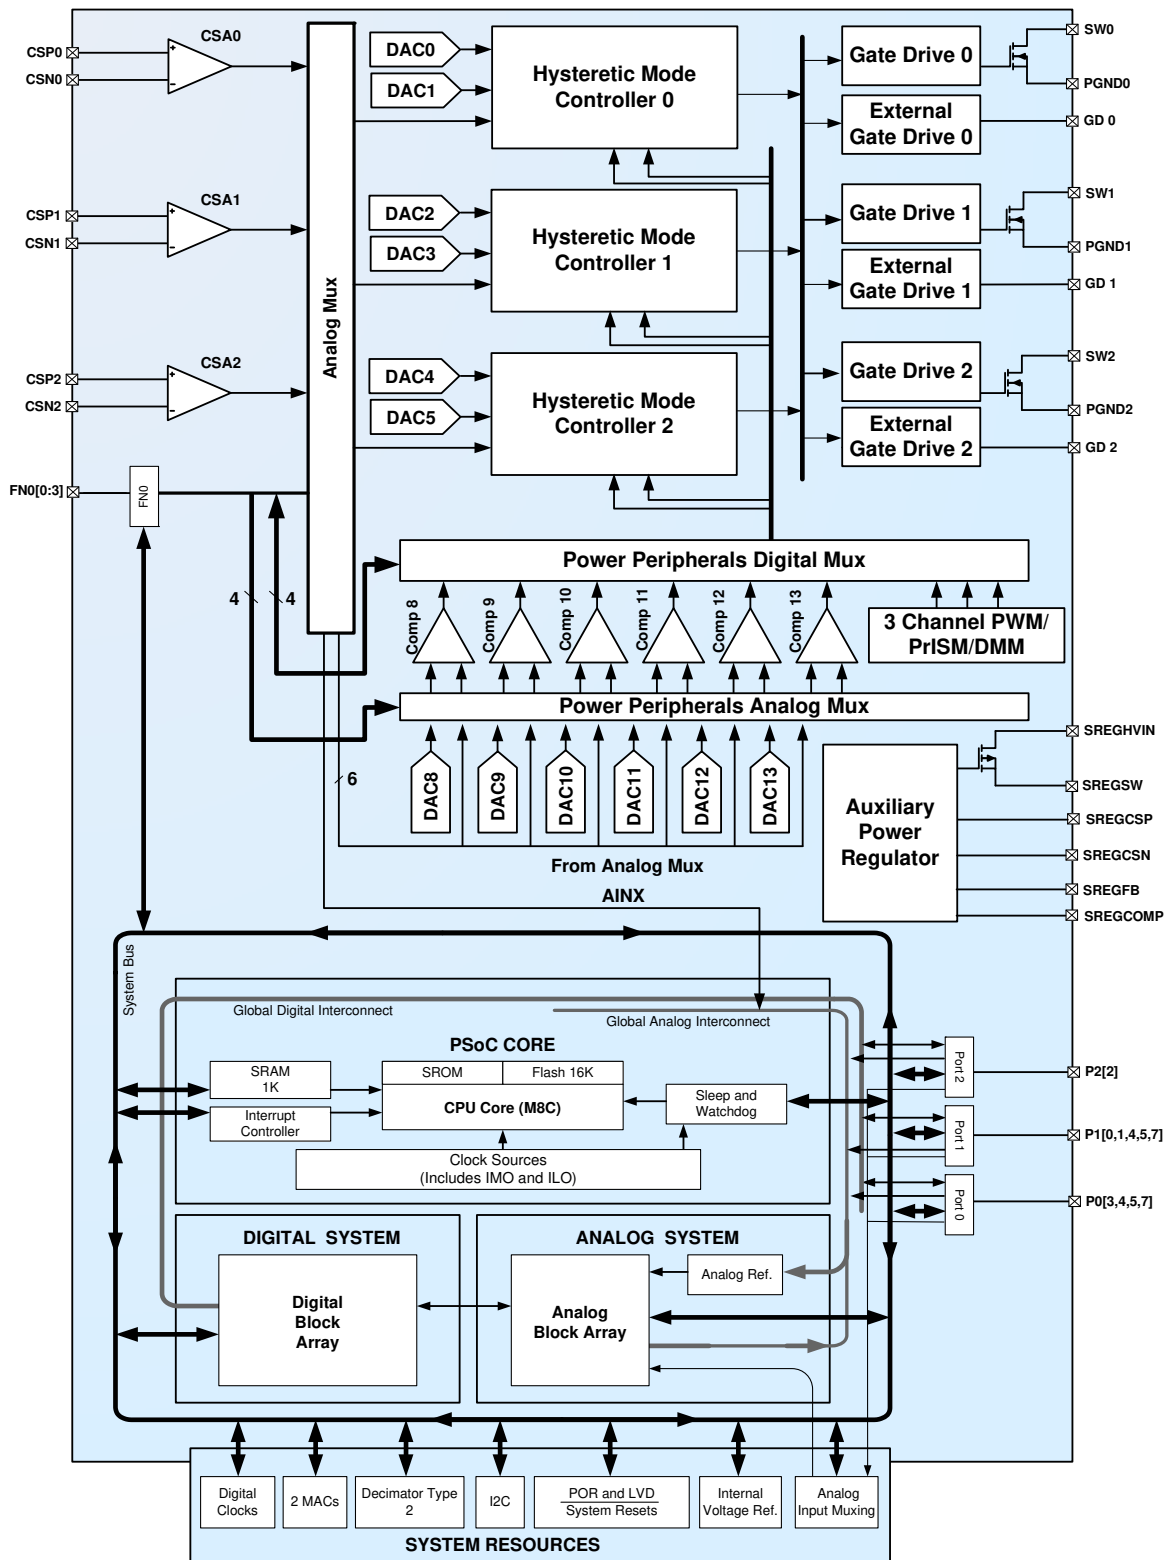 CSP0
CSN0
CSA0
DAC0
DAC1
Hysteretic Mode
Controller 0
Gate Drive 0
External
Gate Drive 0
SW0
PGND0
GD 0
CSP1
CSN1
CSA1
DAC2
DAC3
Hysteretic Mode
Controller 1
Gate Drive 1
External
Gate Drive 1
SW1
PGND1
GD 1
Analog Mux
CSP2
CSN2
CSA2
DAC4
DAC5
Hysteretic Mode
Controller 2
Gate Drive 2
External
Gate Drive 2
SW2
PGND2
GD 2
FN0[0:3]
FN0
4
4
Power Peripherals Digital Mux
Comp 8
Comp 9
Comp 10
Comp 11
Comp 12
Comp 13
3 Channel PWM/
PrISM/DMM
Power Peripherals Analog Mux
6
DAC8
DAC9
DAC10
DAC11
DAC12
DAC13
From Analog Mux
AINX
Auxiliary
Power
Regulator
SREGHVIN
SREGSW
SREGCSP
SREGCSN
SREGFB
SREGCOMP
System Bus
Global Digital Interconnect
Global Analog Interconnect
PSoC CORE
SRAM
1K
SROM
Flash 16K
CPU Core (M8C)
Interrupt
Controller
Sleep and
Watchdog
Clock Sources
(Includes IMO and ILO)
Port 2
P2[2]
Port 1
P1[0,1,4,5,7]
Port 0
P0[3,4,5,7]
DIGITAL SYSTEM
Digital
Block
Array
ANALOG SYSTEM
Analog
Block Array
Analog Ref.
Digital
Clocks
2 MACs
Decimator Type
2
I2C
POR and LVD
System Resets
Internal
Voltage Ref.
Analog
Input Muxing
SYSTEM RESOURCES